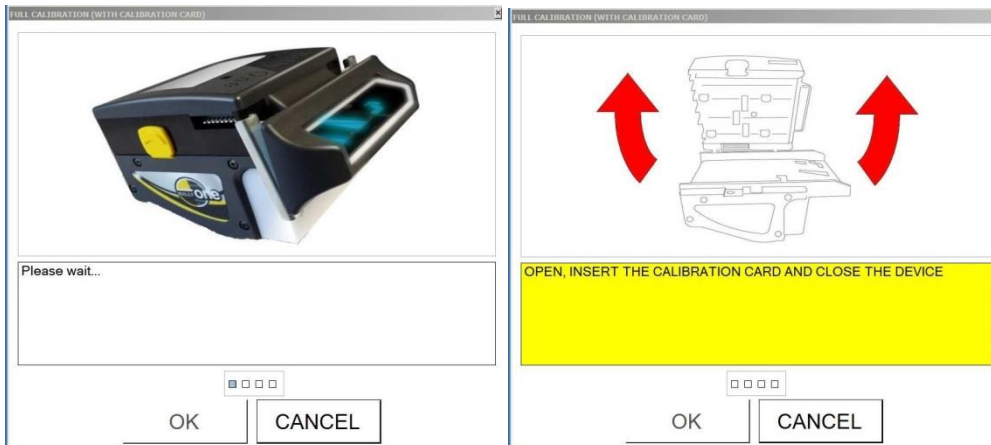 FULL CALIBRATION (WITH CALIBRATION CARD)
one
Please wait...
OK
CANCEL
FULL CALIBRATION (WITH CALIBRATION CARD)
OPEN, INSERT THE CALIBRATION CARD AND CLOSE THE DEVICE
OK
CANCEL